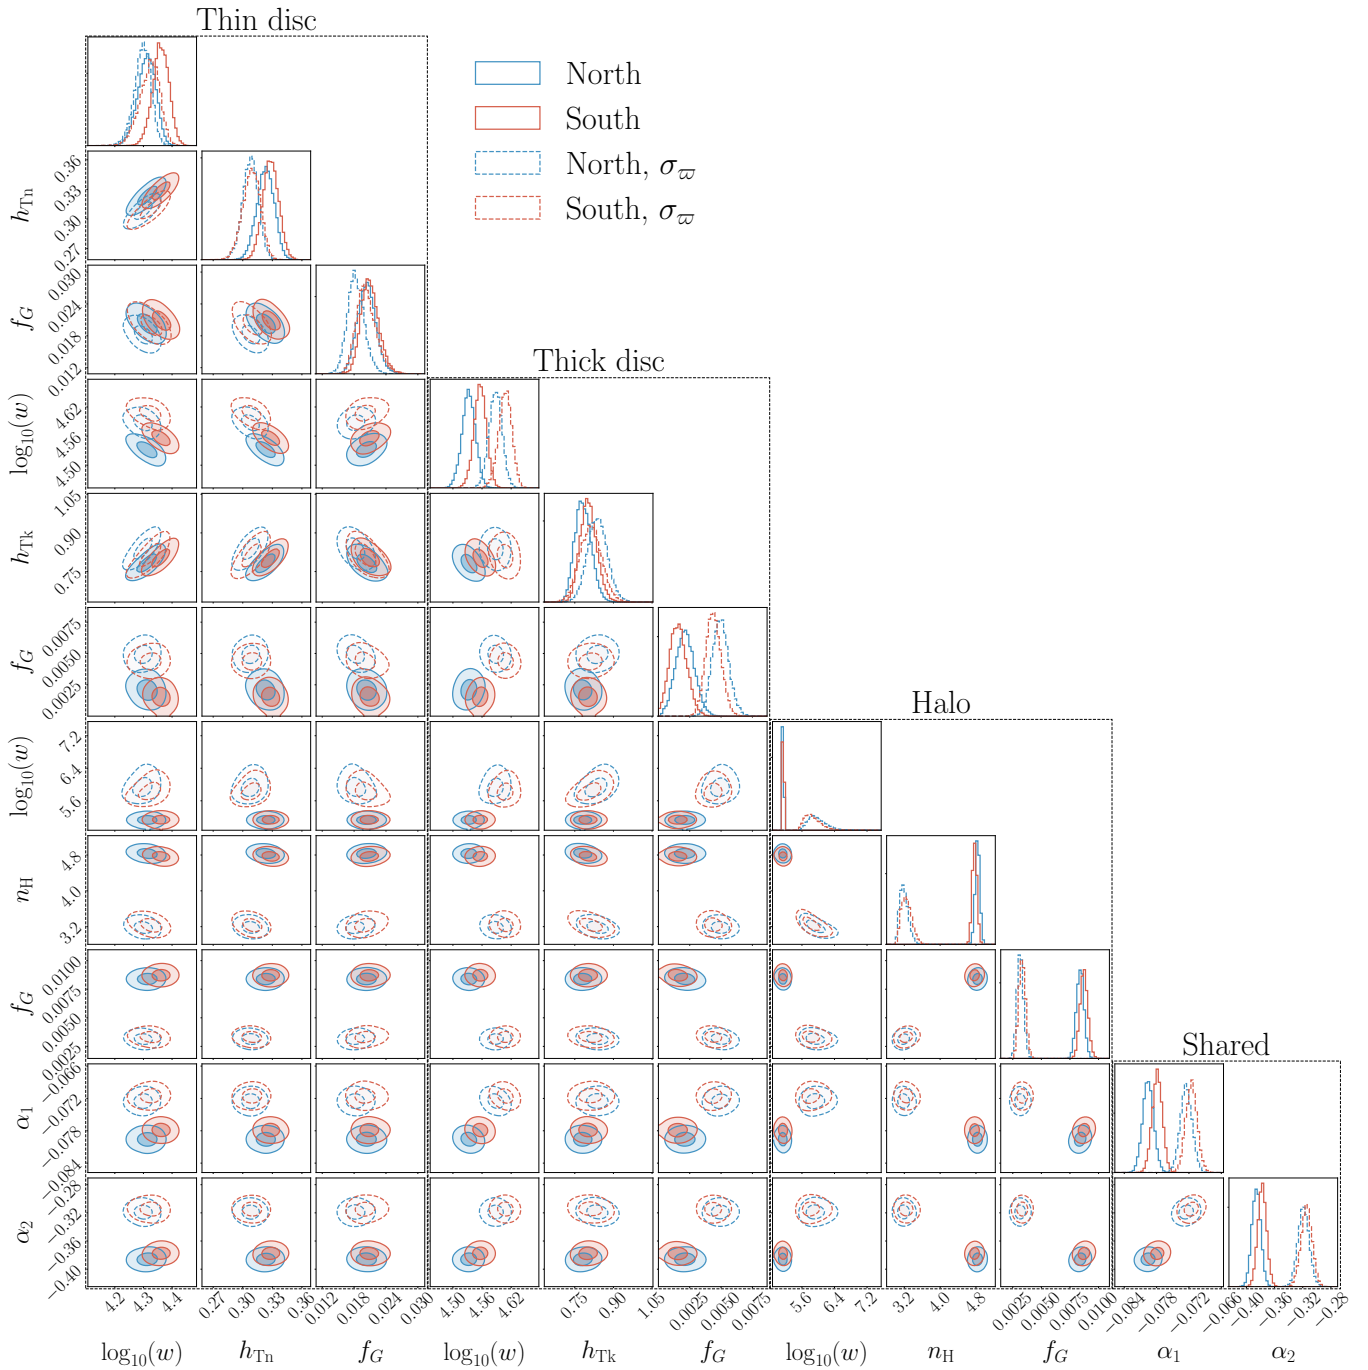 Thin disc
North
South
North, σ_ϖ
South, σ_ϖ
h_Tn
0.36
0.33
0.30
0.27
f_G
0.030
0.024
0.018
0.012
Thick disc
log₁₀(w)
4.62
4.56
4.50
h_Tk
1.05
0.90
0.75
f_G
0.0075
0.0050
0.0025
Halo
log₁₀(w)
7.2
6.4
5.6
n_H
4.8
4.0
3.2
f_G
0.0100
0.0075
0.0050
0.0025
Shared
α₁
−0.066
−0.072
−0.078
−0.084
α₂
−0.28
−0.32
−0.36
−0.40
4.2 4.3 4.4 0.27 0.30 0.33 0.36 0.012 0.018 0.024 0.030 4.50 4.56 4.62 0.75 0.90 1.05 0.0025 0.0050 0.0075 5.6 6.4 7.2 3.2 4.0 4.8 0.0025 0.0050 0.0075 0.0100 −0.084 −0.078 −0.072 −0.066 −0.40 −0.36 −0.32 −0.28
log₁₀(w) h_Tn f_G log₁₀(w) h_Tk f_G log₁₀(w) n_H f_G α₁ α₂